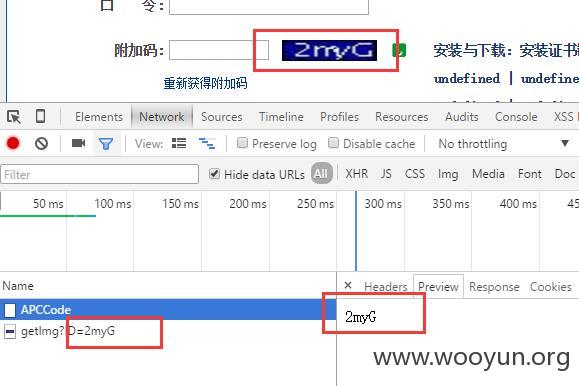 口 令:
附加码: 2myG 安装与下载: 安装证书
重新获得附加码 undefined | undefine
Elements Network Sources Timeline Profiles Resources Audits Console XSS
View: Preserve log Disable cache No throttling
Filter Hide data URLs All XHR JS CSS Img Media Font Doc
50 ms 100 ms 150 ms 200 ms 250 ms 300 ms 350 ms 400 ms 45
Name × Headers Preview Response Cookies
APCCode 2myG
getImg?ID=2myG
www.wooyun.org